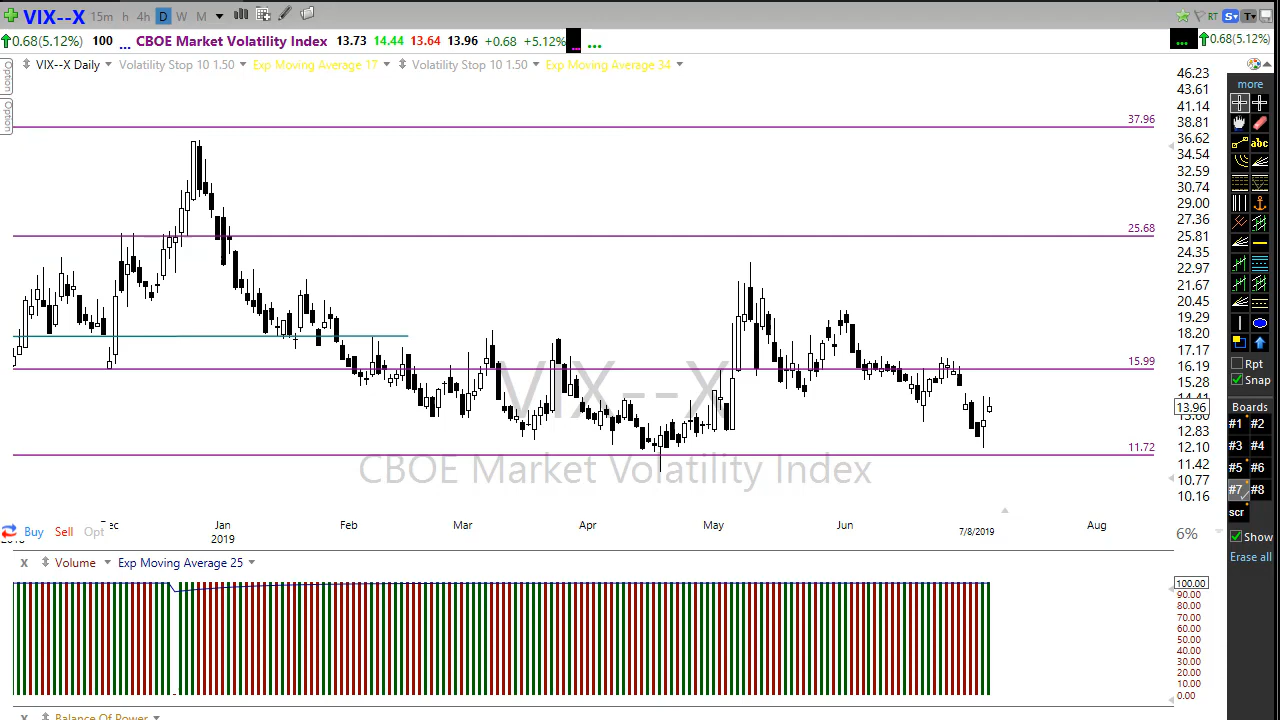 VIX--X 15m h 4h D W M RT S T
0.68(5.12%) 100 ... CBOE Market Volatility Index 13.73 14.44 13.64 13.96 +0.68 +5.12% ... ... 0.68(5.12%)
VIX--X Daily Volatility Stop 10 1.50 Exp Moving Average 17 Volatility Stop 10 1.50 Exp Moving Average 34
Option
Option
37.96
25.68
15.99
11.72
VIX--X
CBOE Market Volatility Index
46.23
43.61
41.14
38.81
36.62
34.54
32.59
30.74
29.00
27.36
25.81
24.35
22.97
21.67
20.45
19.29
18.20
17.17
16.19
15.28
13.96
12.83
12.10
11.42
10.77
10.16
more
abc
Rpt
Snap
Boards
#1 #2
#3 #4
#5 #6
#7 #8
scr
Show
Erase all
Buy Sell Opt
Jan Feb Mar Apr May Jun 7/8/2019 Aug
2019
6%
X Volume Exp Moving Average 25
100.00
90.00
80.00
70.00
60.00
50.00
40.00
30.00
20.00
10.00
0.00
X Balance Of Power